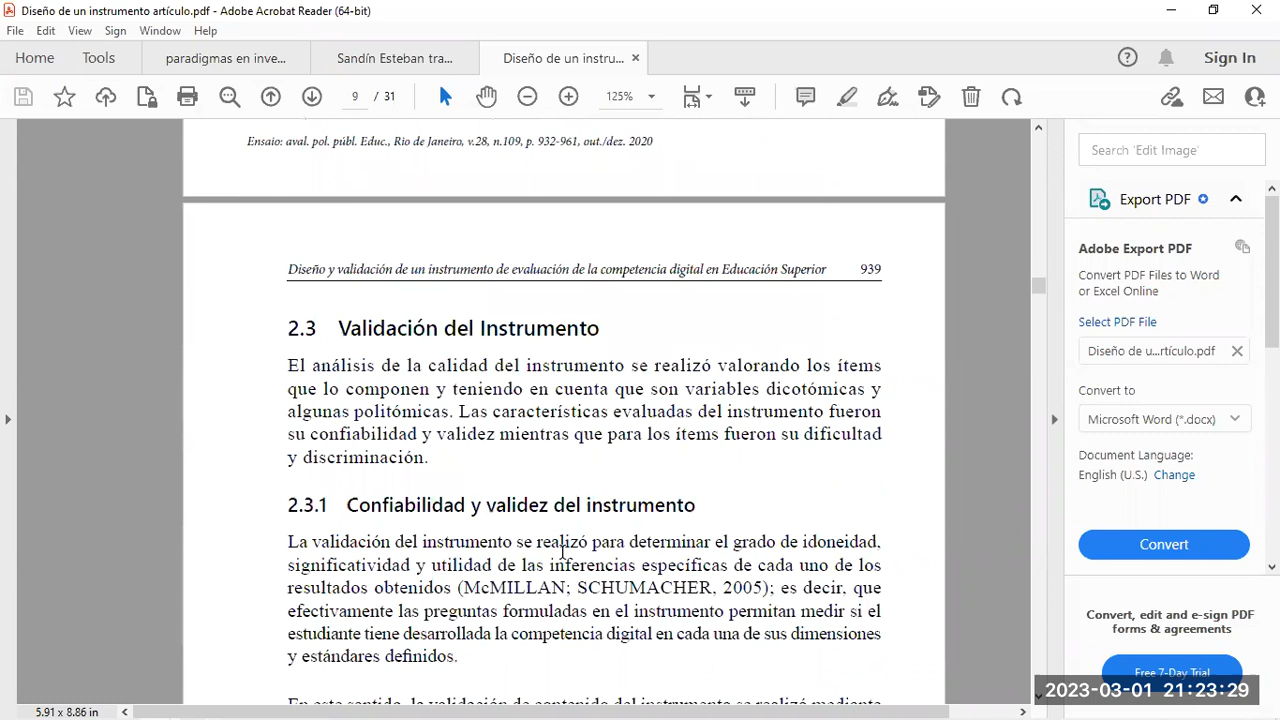 Diseño de un instrumento artículo.pdf - Adobe Acrobat Reader (64-bit)
File Edit View Sign Window Help
Home Tools paradigmas en inve... Sandín Esteban tra... Diseño de un instru... Sign In
9 / 31 125%
Ensaio: aval. pol. públ. Educ., Rio de Janeiro, v.28, n.109, p. 932-961, out./dez. 2020
Diseño y validación de un instrumento de evaluación de la competencia digital en Educación Superior 939
2.3 Validación del Instrumento
El análisis de la calidad del instrumento se realizó valorando los ítems
que lo componen y teniendo en cuenta que son variables dicotómicas y
algunas politómicas. Las características evaluadas del instrumento fueron
su confiabilidad y validez mientras que para los ítems fueron su dificultad
y discriminación.
2.3.1 Confiabilidad y validez del instrumento
La validación del instrumento se realizó para determinar el grado de idoneidad,
significatividad y utilidad de las inferencias específicas de cada uno de los
resultados obtenidos (McMILLAN; SCHUMACHER, 2005); es decir, que
efectivamente las preguntas formuladas en el instrumento permitan medir si el
estudiante tiene desarrollada la competencia digital en cada una de sus dimensiones
y estándares definidos.
En este sentido, la validación de contenido del instrumento se realizó mediante
5.91 x 8.86 in
Search 'Edit Image'
Export PDF
Adobe Export PDF
Convert PDF Files to Word
or Excel Online
Select PDF File
Diseño de u...rtículo.pdf
Convert to
Microsoft Word (*.docx)
Document Language:
English (U.S.) Change
Convert
Convert, edit and e-sign PDF
forms & agreements
Free 7-Day Trial
2023-03-01 21:23:29